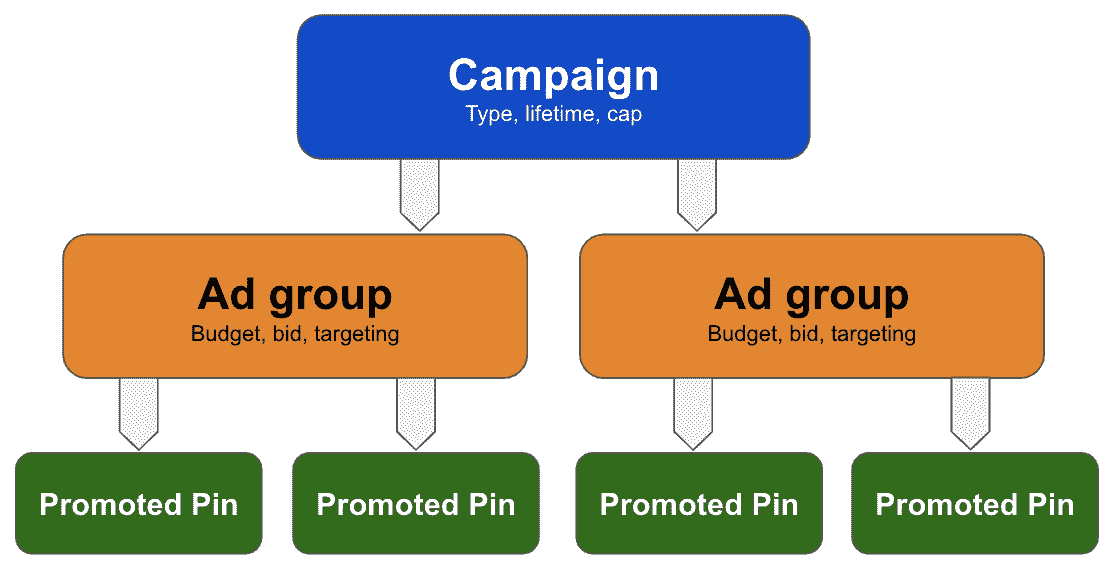 Campaign
Type, lifetime, cap
Ad group
Budget, bid, targeting
Ad group
Budget, bid, targeting
Promoted Pin
Promoted Pin
Promoted Pin
Promoted Pin